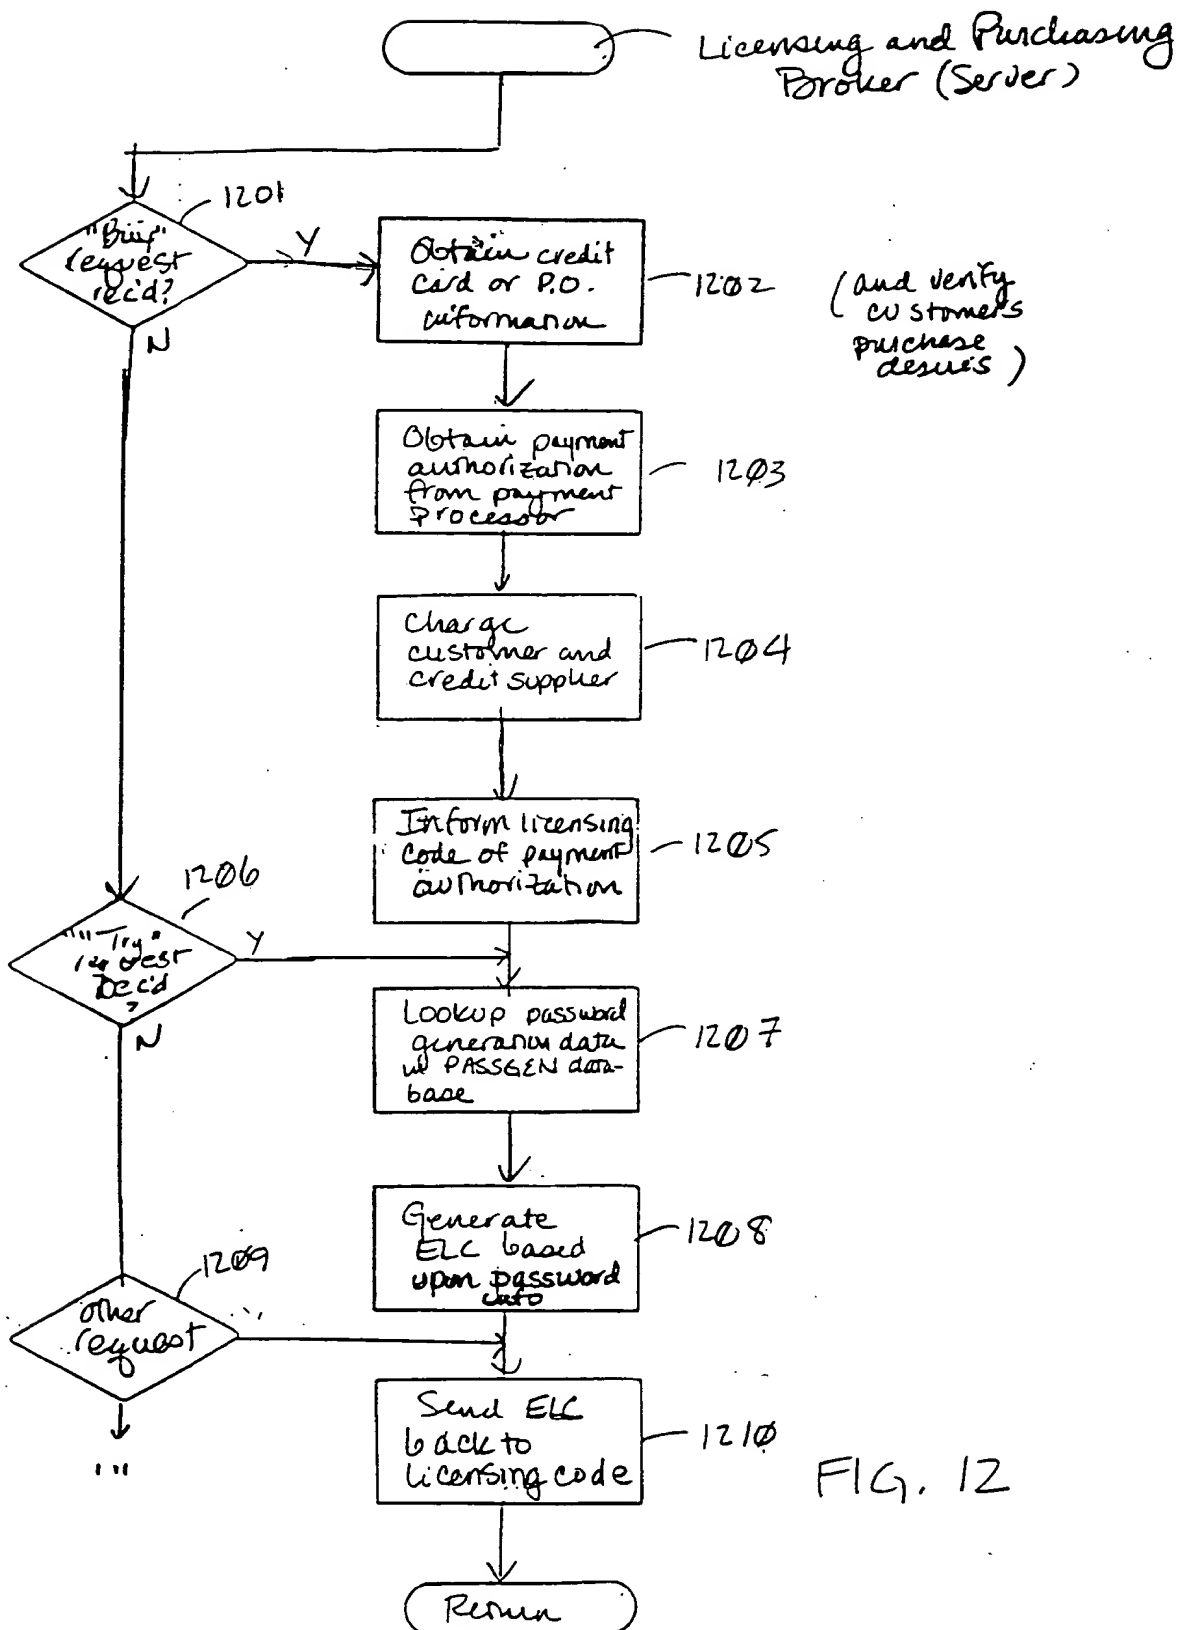 Licensing and Purchasing
Broker (Server)
1201
"Buy"
request
rec'd?
Y
N
Obtain credit
card or P.O.
information
1202
(and verify
customers
purchase
desires)
Obtain payment
authorization
from payment
processor
1203
Charge
customer and
credit supplier
1204
Inform licensing
code of payment
authorization
1205
1206
"Try"
request
Rec'd
?
Y
N
Lookup password
generation data
w/ PASSGEN data-
base
1207
Generate
ELC based
upon password
info
1208
1209
other
request
...
Send ELC
back to
licensing code
1210
FIG. 12
Return